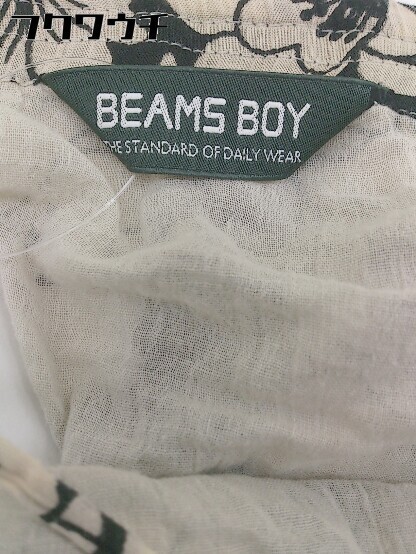 フクワウチ
BEAMS BOY
THE STANDARD OF DAILY WEAR